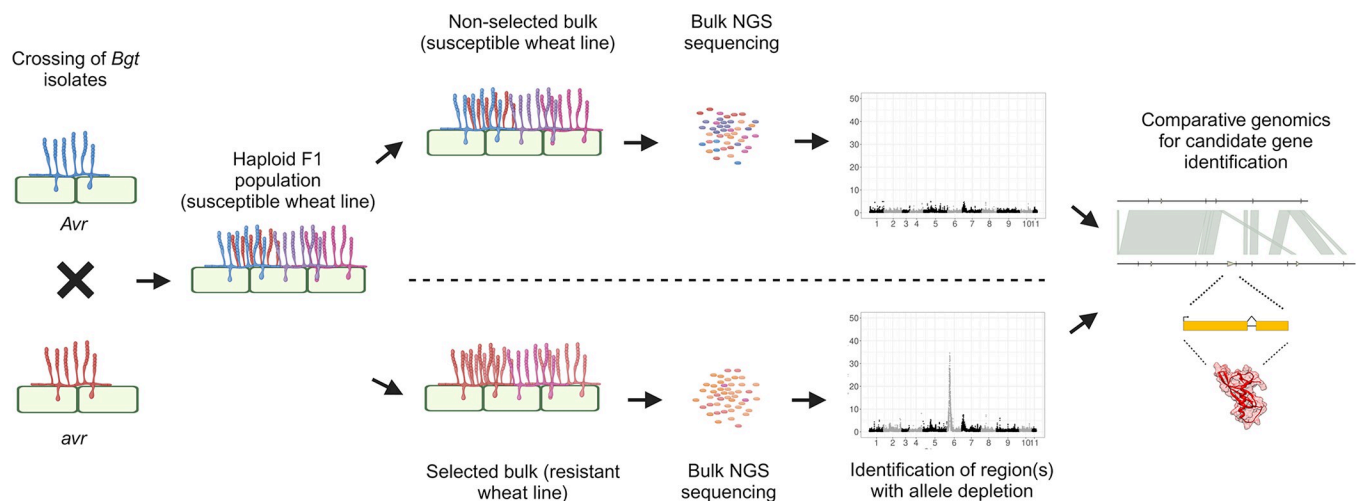 Crossing of Bgt
isolates
Avr
avr
Haploid F1
population
(susceptible wheat line)
Non-selected bulk
(susceptible wheat line)
Bulk NGS
sequencing
50
40
30
20
10
0
1 2 3 4 5 6 7 8 9 10 11
Selected bulk (resistant
wheat line)
Bulk NGS
sequencing
50
40
30
20
10
0
1 2 3 4 5 6 7 8 9 10 11
Identification of region(s)
with allele depletion
Comparative genomics
for candidate gene
identification